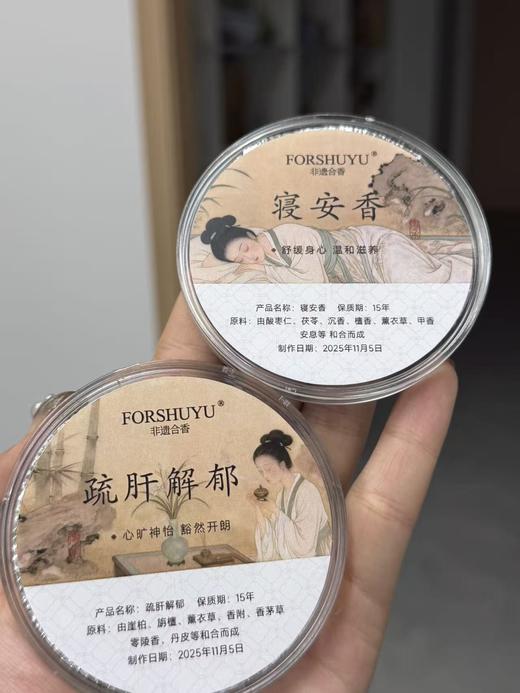 FORSHUYU®
非遗合香
寝安香
• 舒缓身心 温和滋养
产品名称：寝安香 保质期：15年
原料：由酸枣仁、茯苓、沉香、檀香、薰衣草、甲香
安息等 和合而成
制作日期：2025年11月5日
FORSHUYU®
非遗合香
疏肝解郁
• 心旷神怡 豁然开朗
产品名称：疏肝解郁 保质期：15年
原料：由崖柏、旃檀、薰衣草、香附、香茅草
零陵香，丹皮等和合而成
制作日期：2025年11月5日